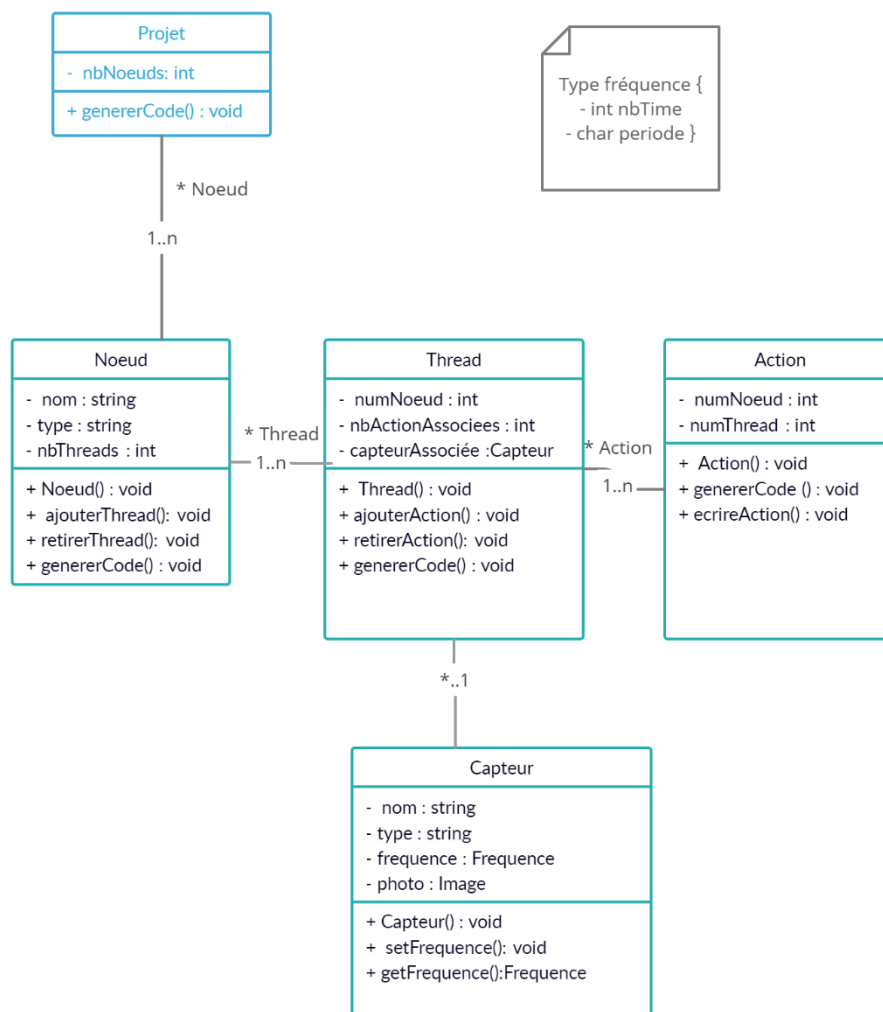 Projet
- nbNoeuds: int
+ genererCode() : void
Type fréquence {
- int nbTime
- char periode }
* Noeud
1..n
Noeud
- nom : string
- type : string
- nbThreads : int
+ Noeud() : void
+ ajouterThread(): void
+ retirerThread(): void
+ genererCode() : void
* Thread
1..n
Thread
- numNoeud : int
- nbActionAssociees : int
- capteurAssociée :Capteur
+ Thread() : void
+ ajouterAction() : void
+ retirerAction(): void
+ genererCode() : void
* Action
1..n
Action
- numNoeud : int
- numThread : int
+ Action() : void
+ genererCode () : void
+ ecrireAction() : void
*..1
Capteur
- nom : string
- type : string
- frequence : Frequence
- photo : Image
+ Capteur() : void
+ setFrequence(): void
+ getFrequence():Frequence